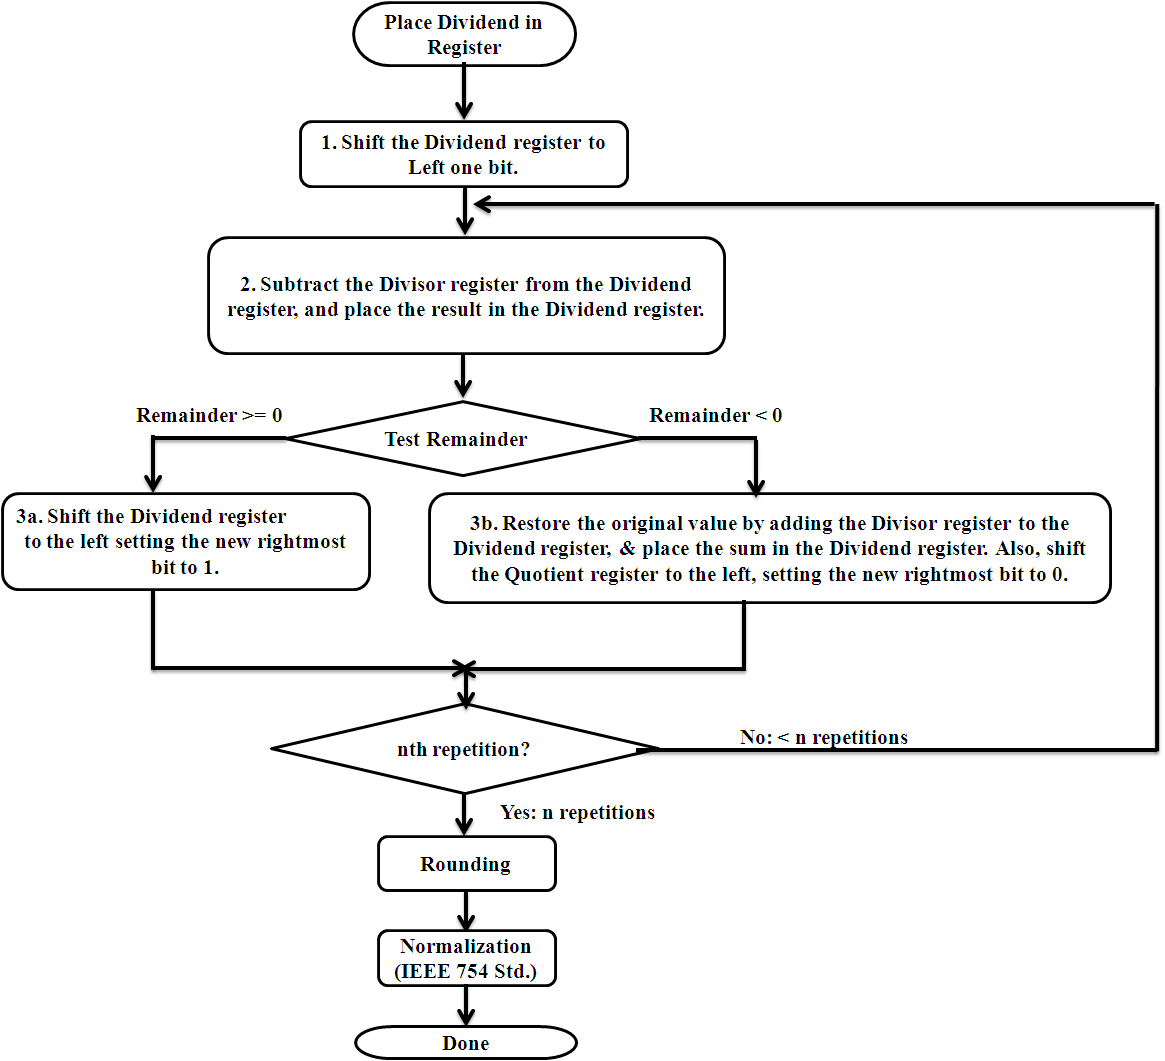 Place Dividend in
Register
1. Shift the Dividend register to
Left one bit.
2. Subtract the Divisor register from the Dividend
register, and place the result in the Dividend register.
Remainder >= 0
Remainder < 0
Test Remainder
3a. Shift the Dividend register
to the left setting the new rightmost
bit to 1.
3b. Restore the original value by adding the Divisor register to the
Dividend register, & place the sum in the Dividend register. Also, shift
the Quotient register to the left, setting the new rightmost bit to 0.
nth repetition?
No: < n repetitions
Yes: n repetitions
Rounding
Normalization
(IEEE 754 Std.)
Done